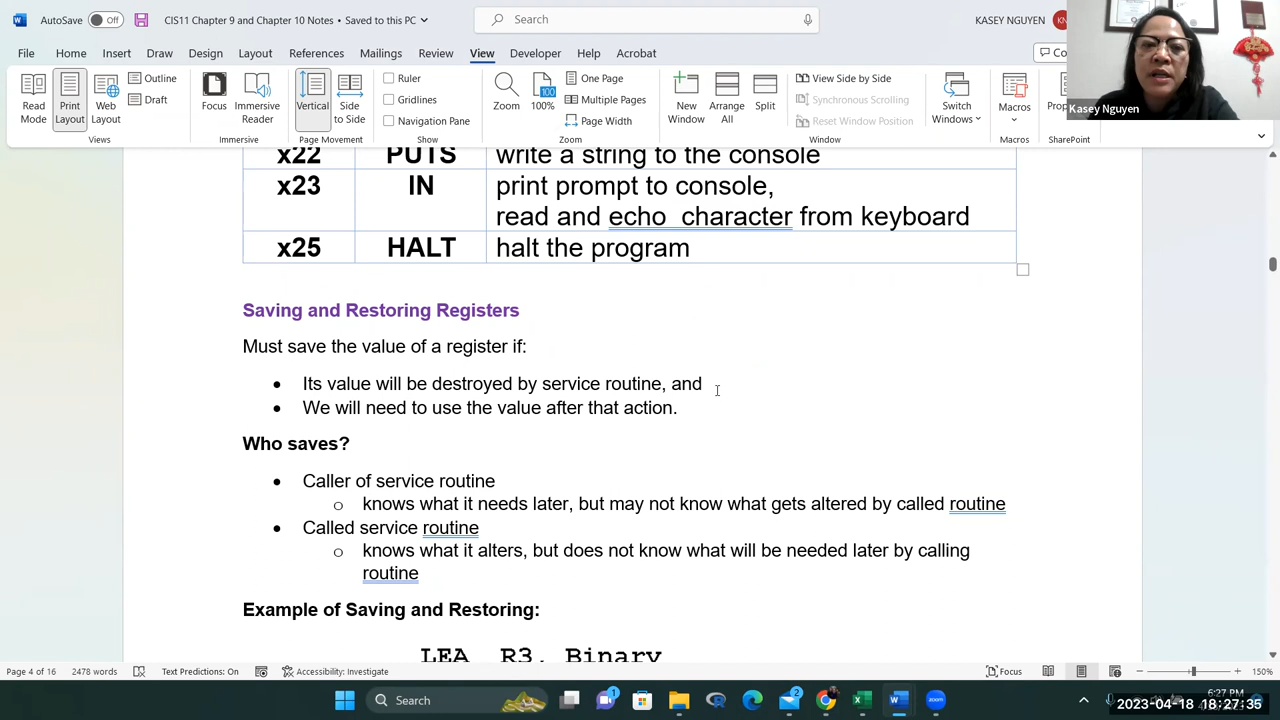 AutoSave Off CIS11 Chapter 9 and Chapter 10 Notes • Saved to this PC Search KASEY NGUYEN KN
File Home Insert Draw Design Layout References Mailings Review View Developer Help Acrobat
Read Mode
Print Layout
Web Layout
Outline
Draft
Views
Focus
Immersive Reader
Immersive
Vertical
Side to Side
Page Movement
Ruler
Gridlines
Navigation Pane
Show
Zoom
100
100%
One Page
Multiple Pages
Page Width
Zoom
New Window
Arrange All
Split
View Side by Side
Synchronous Scrolling
Reset Window Position
Window
Switch Windows
Macros
Macros
SharePoint
Kasey Nguyen
x22 PUTS write a string to the console
x23 IN print prompt to console,
read and echo character from keyboard
x25 HALT halt the program
Saving and Restoring Registers
Must save the value of a register if:
• Its value will be destroyed by service routine, and
• We will need to use the value after that action.
Who saves?
• Caller of service routine
o knows what it needs later, but may not know what gets altered by called routine
• Called service routine
o knows what it alters, but does not know what will be needed later by calling
routine
Example of Saving and Restoring:
LEA R3, Binary
Page 4 of 16 2478 words Text Predictions: On Accessibility: Investigate Focus 150%
Search 1 2 6:27 PM
2023-04-18 18:27:35